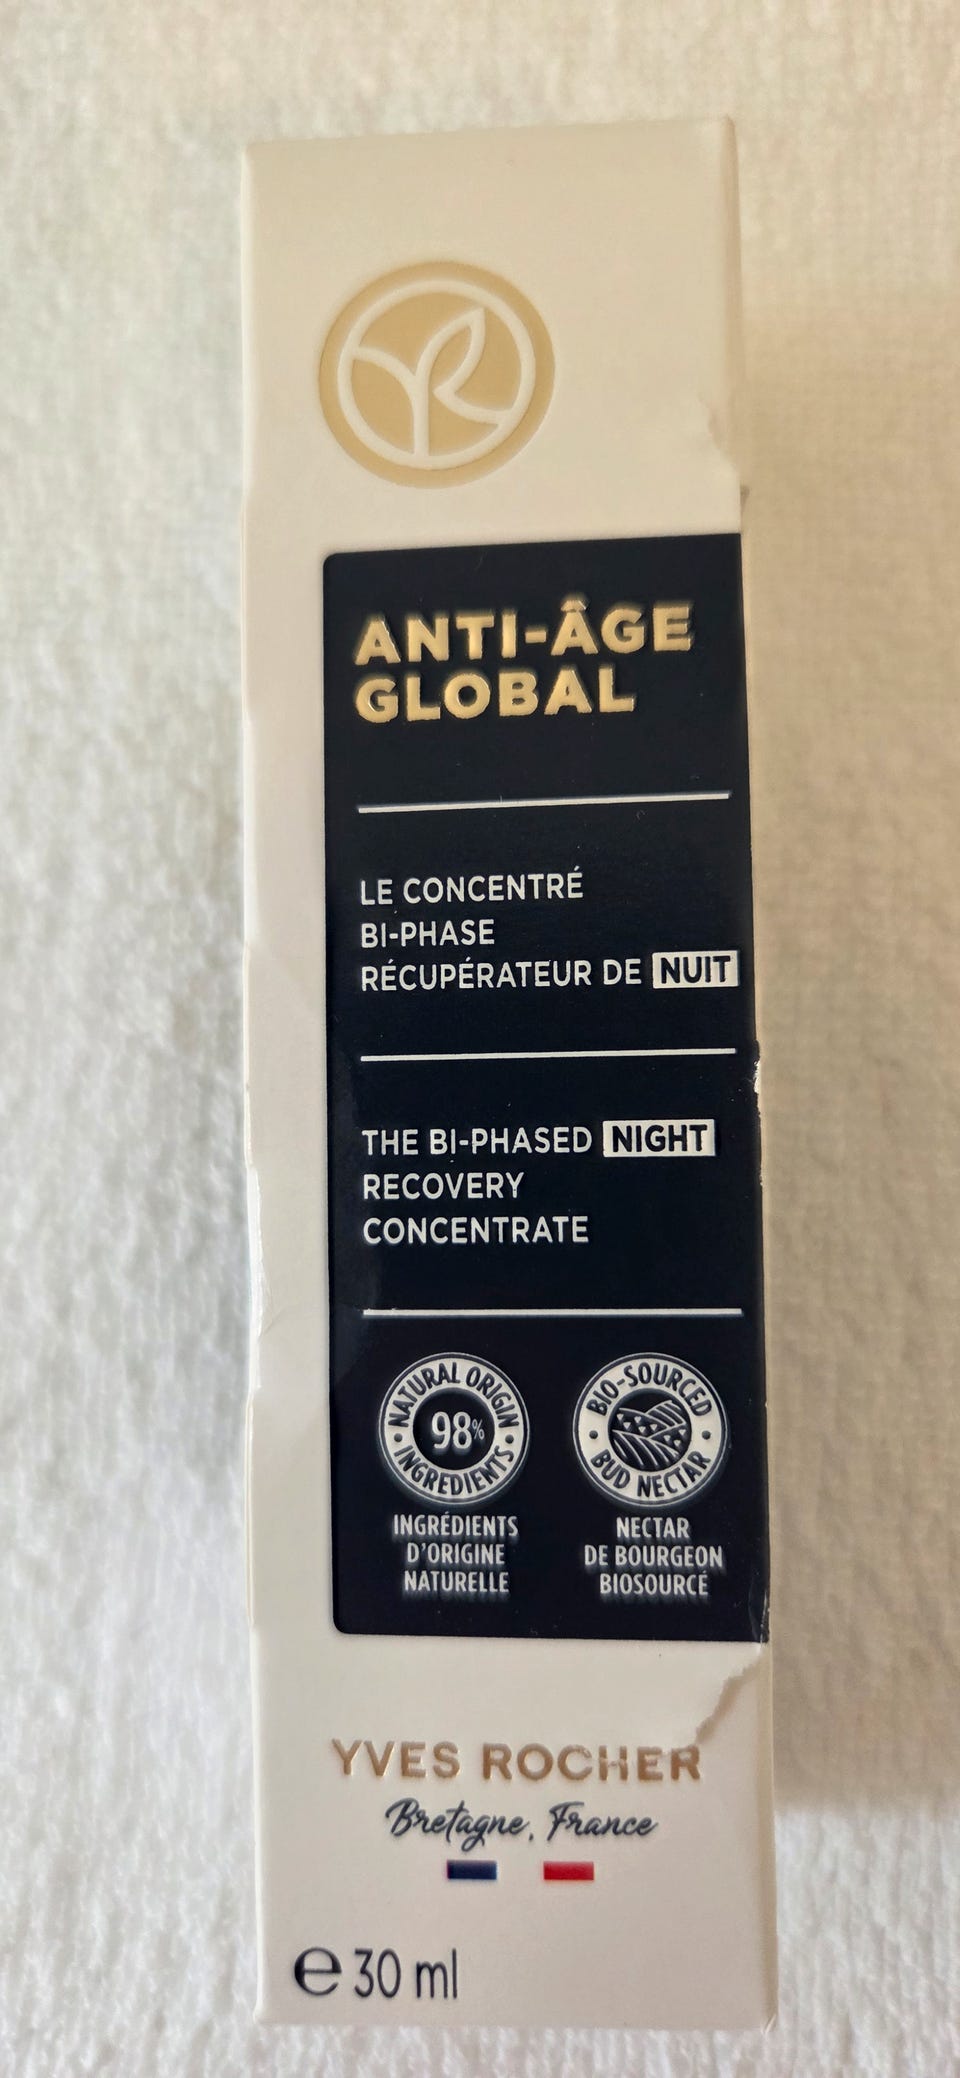 ANTI-ÂGE
GLOBAL
LE CONCENTRÉ
BI-PHASE
RÉCUPÉRATEUR DE NUIT
THE BI-PHASED NIGHT
RECOVERY
CONCENTRATE
NATURAL ORIGIN
98%
INGREDIENTS
INGRÉDIENTS
D'ORIGINE
NATURELLE
BIO-SOURCED
BUD NECTAR
NECTAR
DE BOURGEON
BIOSOURCÉ
YVES ROCHER
Bretagne, France
℮ 30 ml